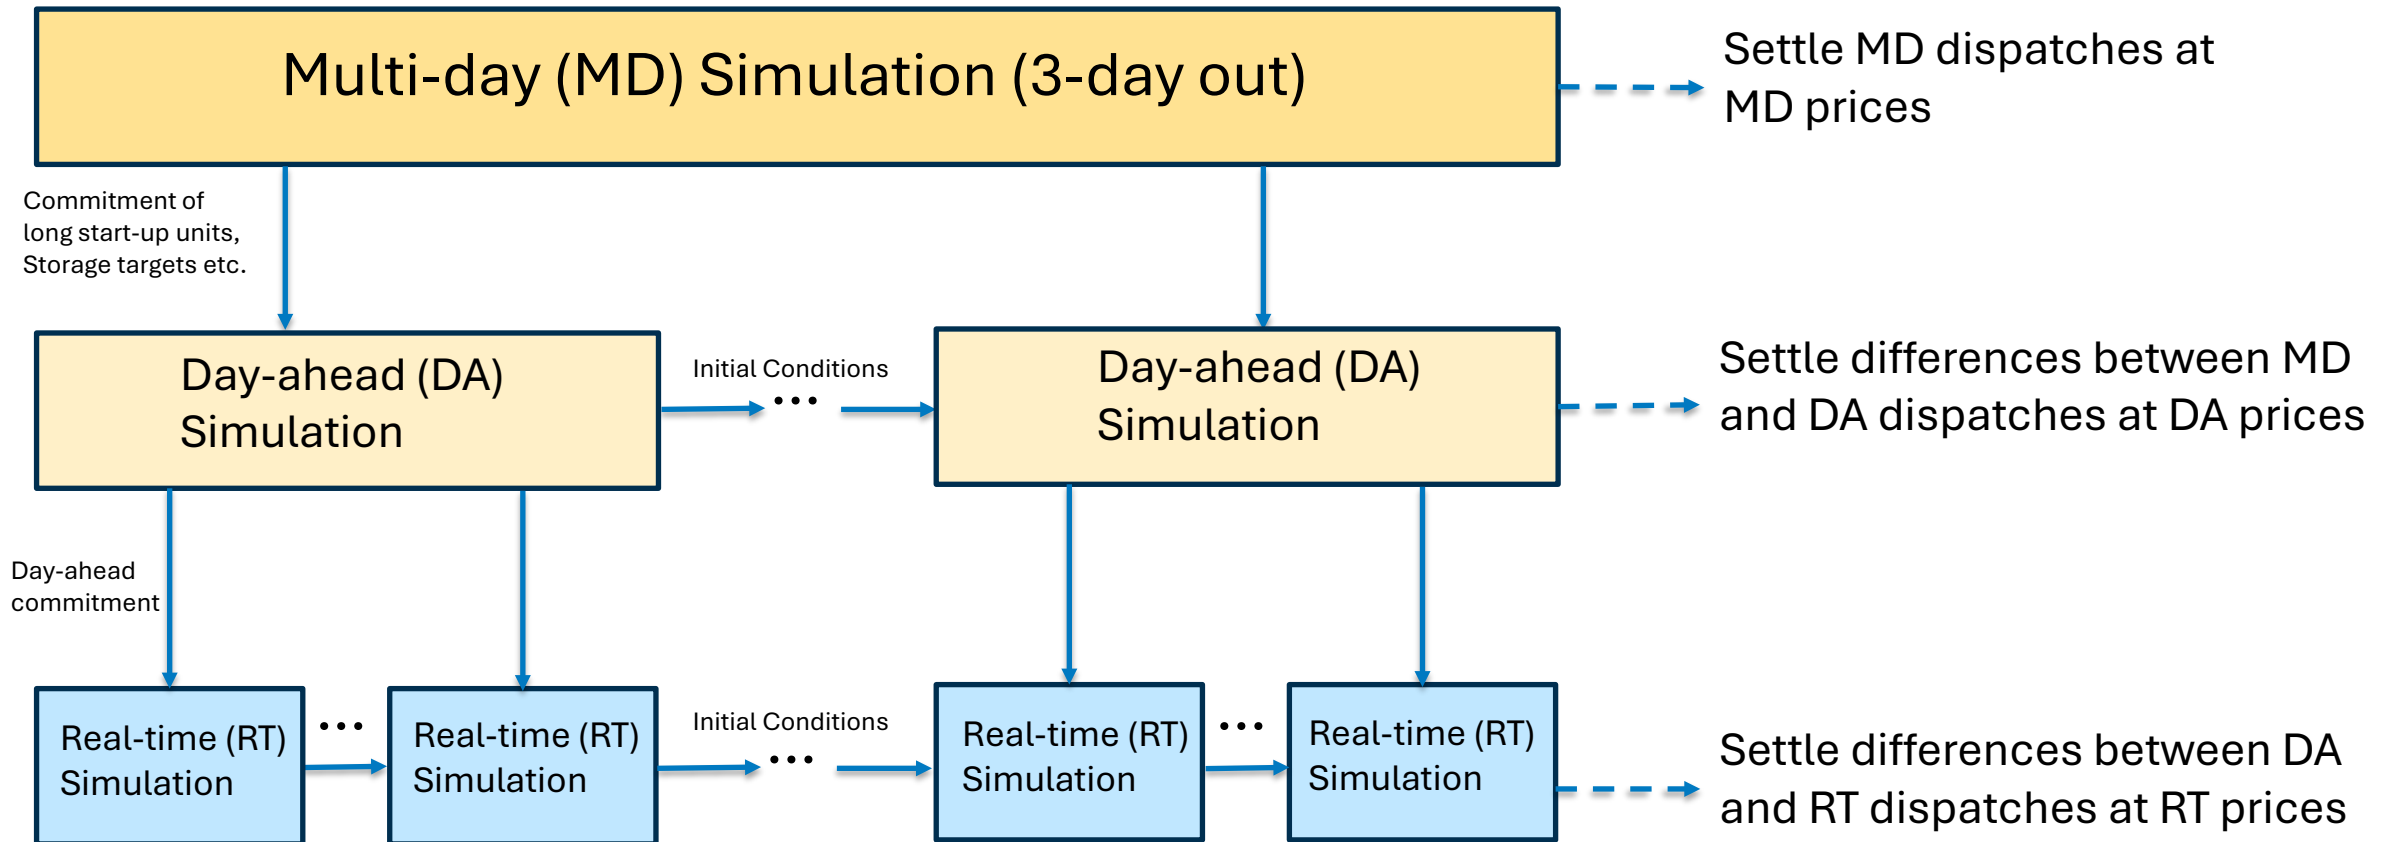 Multi-day (MD) Simulation (3-day out)
Settle MD dispatches at
MD prices
Commitment of
long start-up units,
Storage targets etc.
Day-ahead (DA)
Simulation
Initial Conditions
...
Day-ahead (DA)
Simulation
Settle differences between MD
and DA dispatches at DA prices
Day-ahead
commitment
Real-time (RT)
Simulation
...
Real-time (RT)
Simulation
Initial Conditions
...
Real-time (RT)
Simulation
...
Real-time (RT)
Simulation
Settle differences between DA
and RT dispatches at RT prices